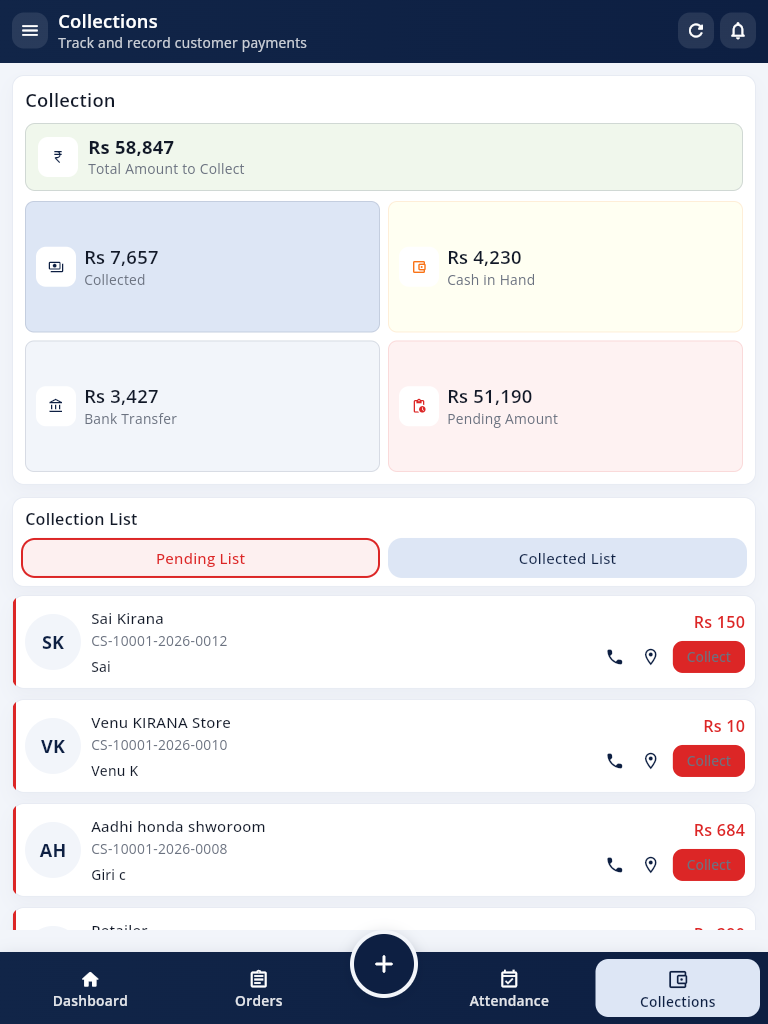 Collections
Track and record customer payments
Collection
₹
Rs 58,847
Total Amount to Collect
Rs 7,657
Collected
Rs 4,230
Cash in Hand
Rs 3,427
Bank Transfer
Rs 51,190
Pending Amount
Collection List
Pending List
Collected List
SK
Sai Kirana
CS-10001-2026-0012
Sai
Rs 150
Collect
VK
Venu KIRANA Store
CS-10001-2026-0010
Venu K
Rs 10
Collect
AH
Aadhi honda shworoom
CS-10001-2026-0008
Giri c
Rs 684
Collect
Retailer
Dashboard
Orders
Attendance
Collections